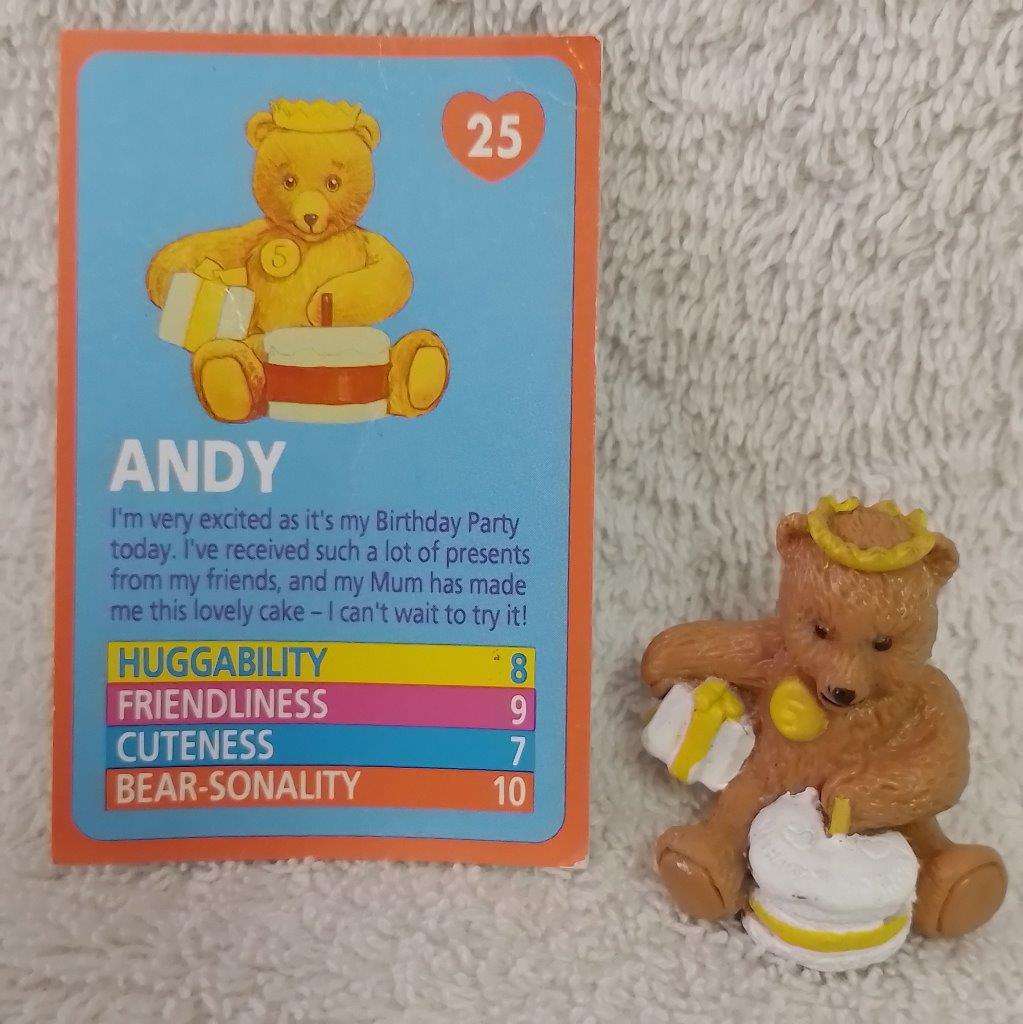 25
5
ANDY
I'm very excited as it's my Birthday Party
today. I've received such a lot of presents
from my friends, and my Mum has made
me this lovely cake – I can't wait to try it!
HUGGABILITY 8
FRIENDLINESS 9
CUTENESS 7
BEAR-SONALITY 10